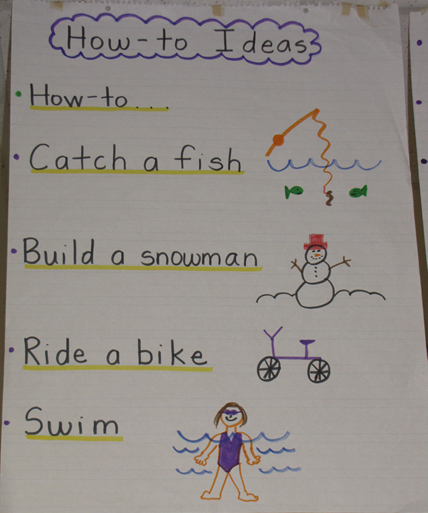 How-to Ideas
• How-to...
• Catch a fish
• Build a snowman
• Ride a bike
• Swim